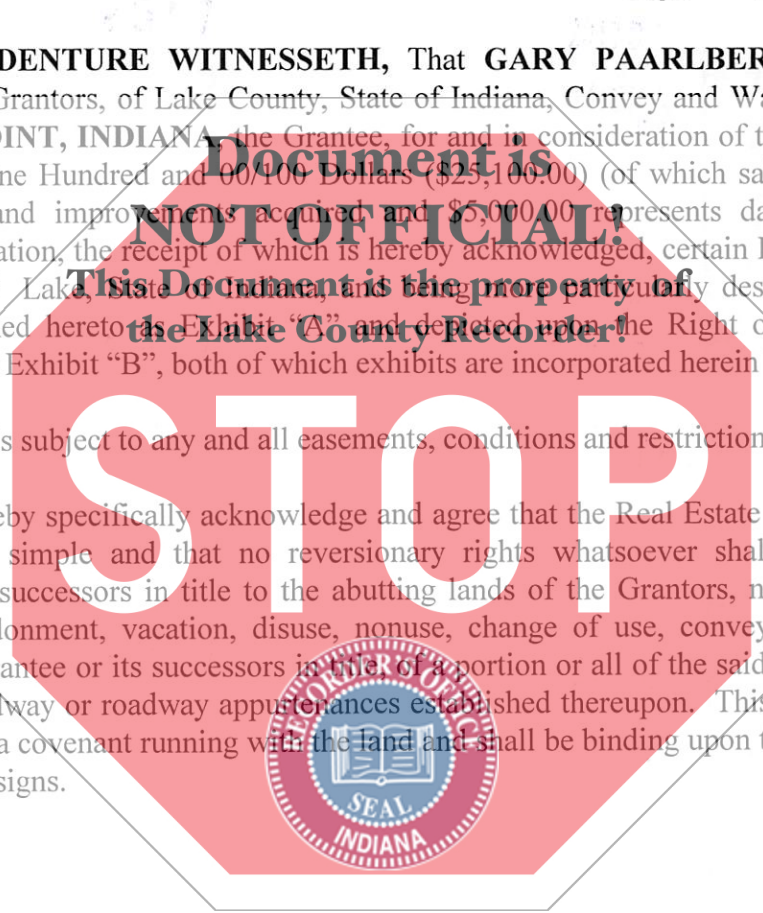 DENTURE WITNESSETH, That GARY PAARLBER
Grantors, of Lake County, State of Indiana, Convey and Wa
OINT, INDIANA, the Grantee, for and in consideration of t
Document is
ne Hundred and 00/100 Dollars ($25,100.00) (of which sa
and improvements acquired and $5,000.00 represents da
NOT OFFICIAL!
ation, the receipt of which is hereby acknowledged, certain
This Document is the property of
Lake, State of Indiana, and being more particularly des
the Lake County Recorder!
ed hereto as Exhibit “A” and depicted upon the Right o
Exhibit “B”, both of which exhibits are incorporated herein
s subject to any and all easements, conditions and restriction
STOP
eby specifically acknowledge and agree that the Real Estate
simple and that no reversionary rights whatsoever shal
successors in title to the abutting lands of the Grantors, n
lonment, vacation, disuse, nonuse, change of use, convey
antee or its successors in title, of a portion or all of the said
lway or roadway appurtenances established thereupon. This
a covenant running with the land and shall be binding upon t
signs.
RECORDER'S OFFICE
SEAL
INDIANA